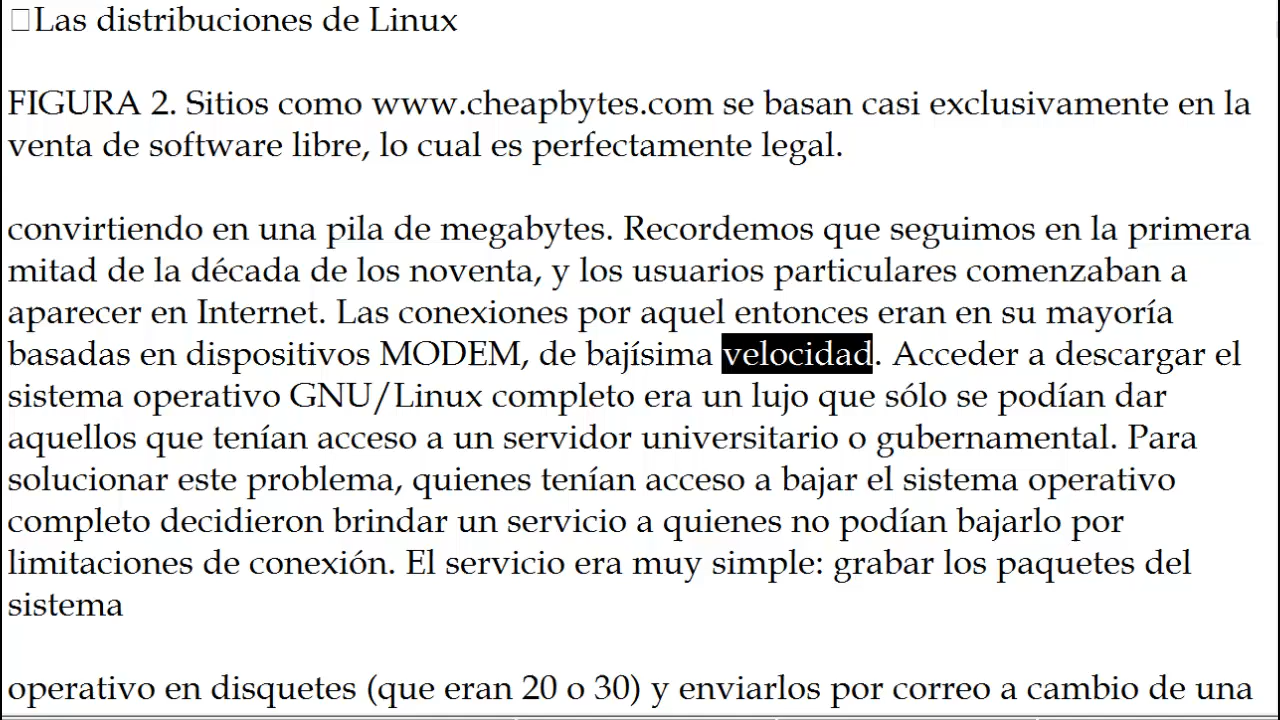 Las distribuciones de Linux
FIGURA 2. Sitios como www.cheapbytes.com se basan casi exclusivamente en la
venta de software libre, lo cual es perfectamente legal.
convirtiendo en una pila de megabytes. Recordemos que seguimos en la primera
mitad de la década de los noventa, y los usuarios particulares comenzaban a
aparecer en Internet. Las conexiones por aquel entonces eran en su mayoría
basadas en dispositivos MODEM, de bajísima velocidad. Acceder a descargar el
sistema operativo GNU/Linux completo era un lujo que sólo se podían dar
aquellos que tenían acceso a un servidor universitario o gubernamental. Para
solucionar este problema, quienes tenían acceso a bajar el sistema operativo
completo decidieron brindar un servicio a quienes no podían bajarlo por
limitaciones de conexión. El servicio era muy simple: grabar los paquetes del
sistema
operativo en disquetes (que eran 20 o 30) y enviarlos por correo a cambio de una